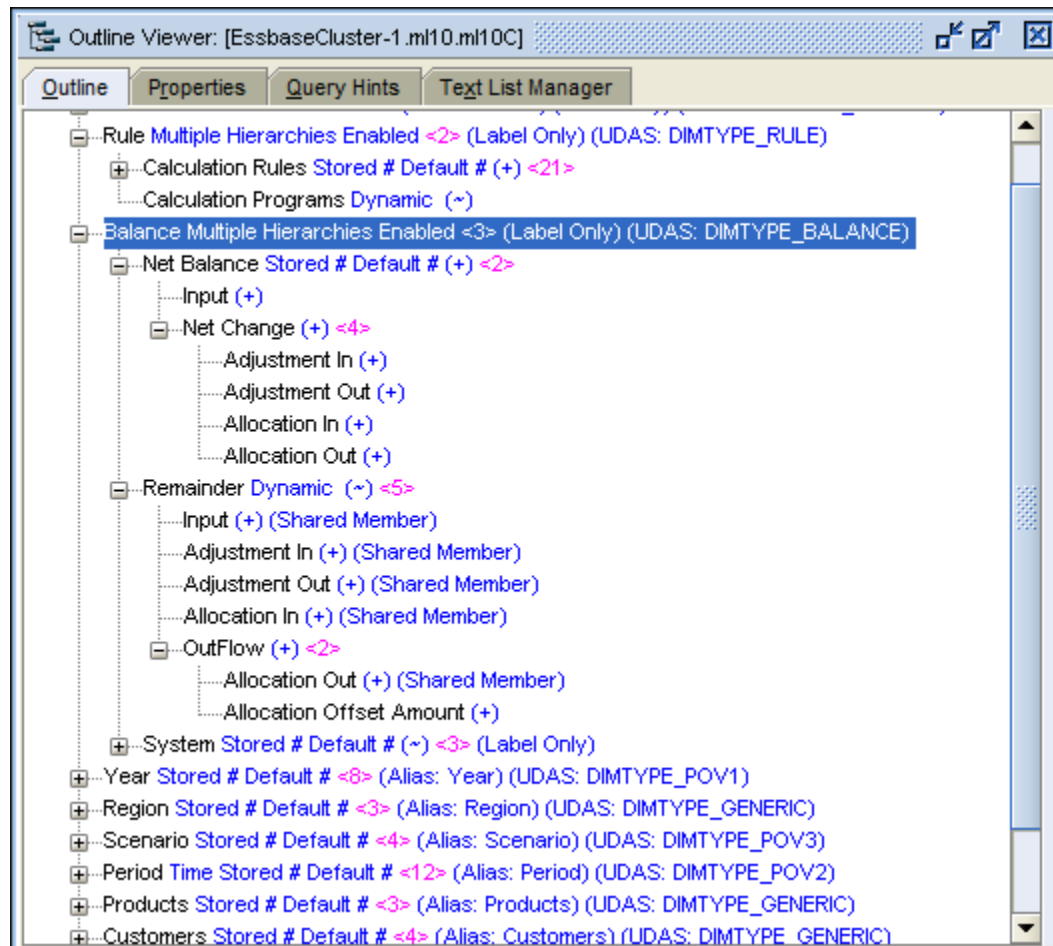 Outline Viewer: [EssbaseCluster-1.ml10.ml10C]
Outline Properties Query Hints Text List Manager
Rule Multiple Hierarchies Enabled <2> (Label Only) (UDAS: DIMTYPE_RULE)
Calculation Rules Stored # Default # (+) <21>
Calculation Programs Dynamic (~)
Balance Multiple Hierarchies Enabled <3> (Label Only) (UDAS: DIMTYPE_BALANCE)
Net Balance Stored # Default # (+) <2>
Input (+)
Net Change (+) <4>
Adjustment In (+)
Adjustment Out (+)
Allocation In (+)
Allocation Out (+)
Remainder Dynamic (~) <5>
Input (+) (Shared Member)
Adjustment In (+) (Shared Member)
Adjustment Out (+) (Shared Member)
Allocation In (+) (Shared Member)
OutFlow (+) <2>
Allocation Out (+) (Shared Member)
Allocation Offset Amount (+)
System Stored # Default # (~) <3> (Label Only)
Year Stored # Default # <8> (Alias: Year) (UDAS: DIMTYPE_POV1)
Region Stored # Default # <3> (Alias: Region) (UDAS: DIMTYPE_GENERIC)
Scenario Stored # Default # <4> (Alias: Scenario) (UDAS: DIMTYPE_POV3)
Period Time Stored # Default # <12> (Alias: Period) (UDAS: DIMTYPE_POV2)
Products Stored # Default # <3> (Alias: Products) (UDAS: DIMTYPE_GENERIC)
Customers Stored # Default # <4> (Alias: Customers) (UDAS: DIMTYPE_GENERIC)